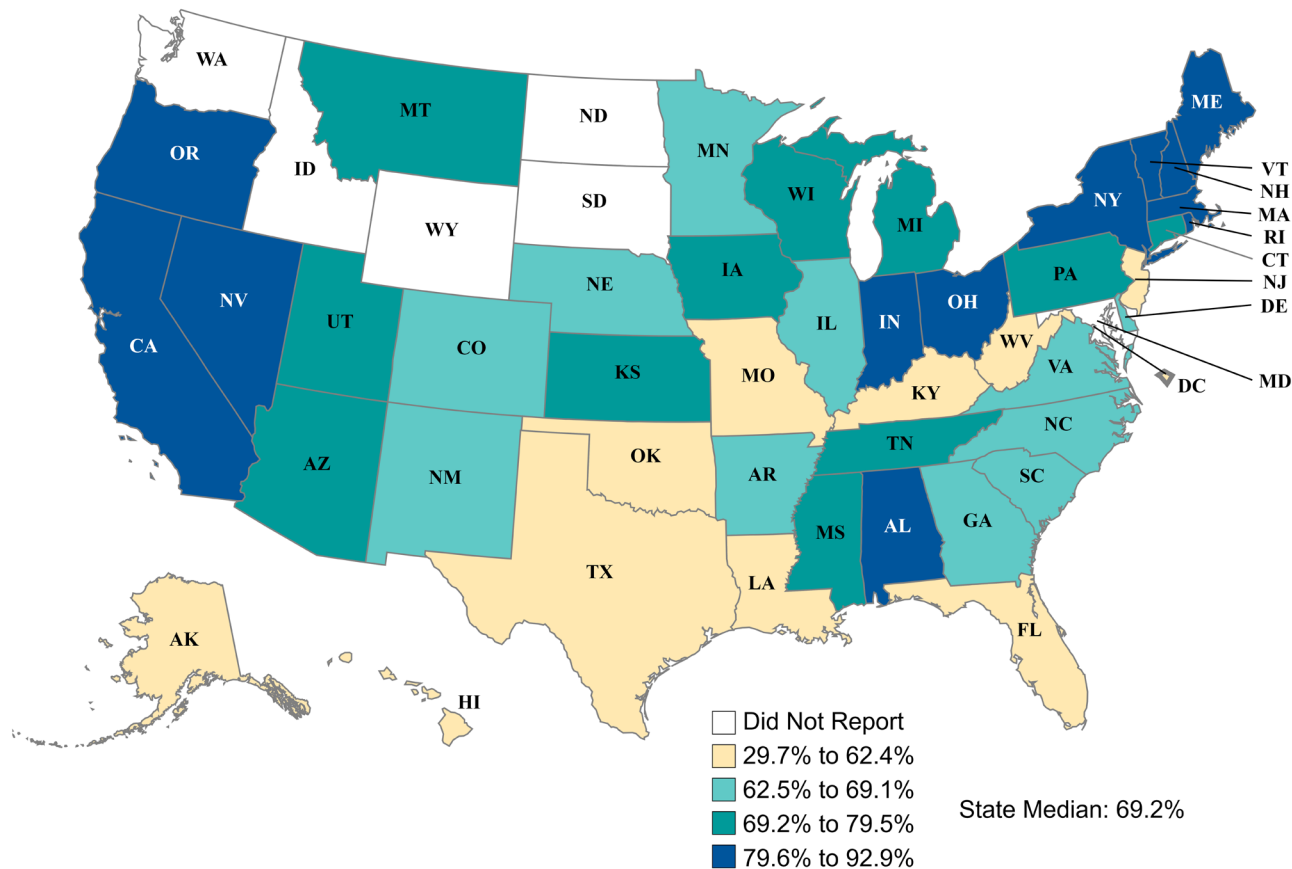 WA
MT
ND
MN
ME
OR
ID
SD
WI
MI
NY
VT
NH
MA
RI
CT
NJ
DE
MD
DC
WY
NV
UT
CA
NE
IA
PA
CO
IL
IN
OH
WV
VA
KS
MO
KY
AZ
NM
OK
AR
TN
NC
SC
MS
AL
GA
TX
LA
FL
AK
HI
Did Not Report
29.7% to 62.4%
62.5% to 69.1%
69.2% to 79.5%
79.6% to 92.9%
State Median: 69.2%